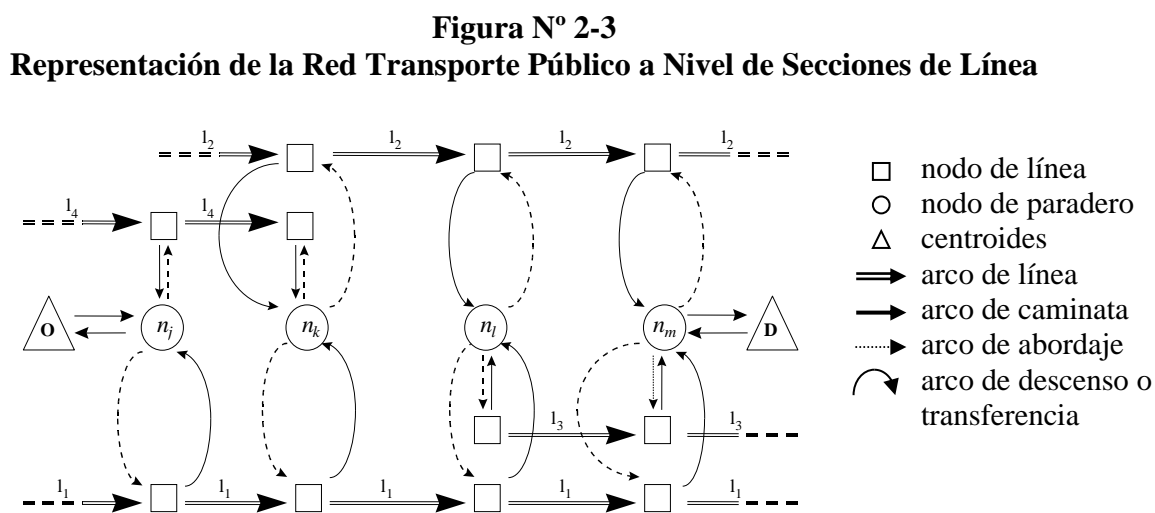 Figura Nº 2-3
Representación de la Red Transporte Público a Nivel de Secciones de Línea
l2 l2 l2 l2
l4 l4
O nj nk nl nm D
l3 l3
l1 l1 l1 l1 l1
nodo de línea
nodo de paradero
centroides
arco de línea
arco de caminata
arco de abordaje
arco de descenso o
transferencia